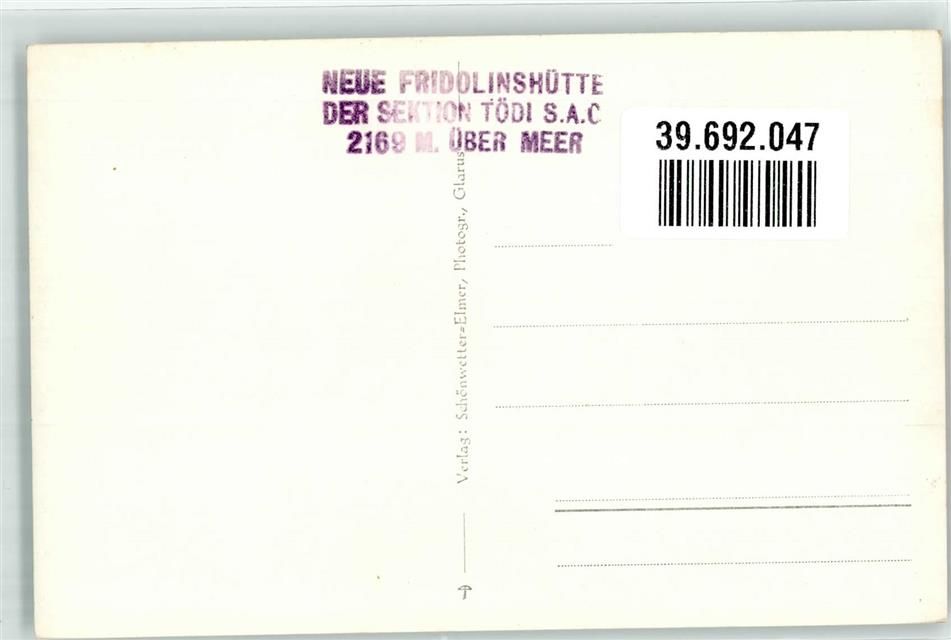 NEUE FRIDOLINSHÜTTE
DER SEKTION TÖDI S.A.C
2169 M. ÜBER MEER
39.692.047
Verlag: Schönwetter=Elmer, Photogr., Glarus